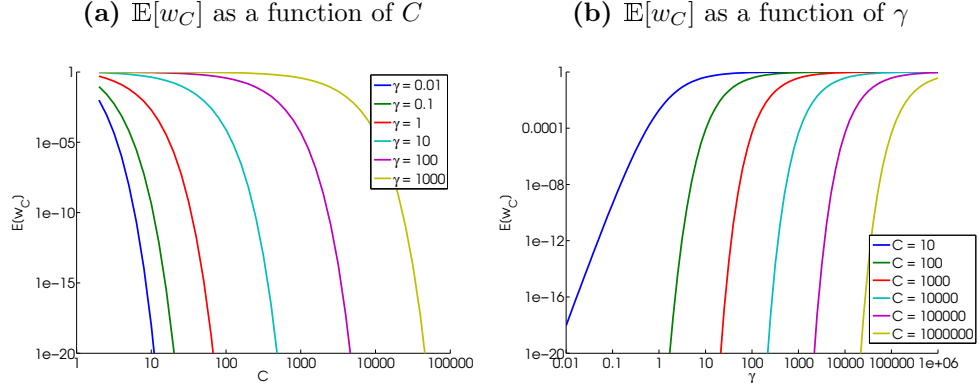 (a) 𝔼[w_C] as a function of C
1
1e−05
1e−10
1e−15
1e−20
E(w_C)
1 10 100 1000 10000 100000
C
γ = 0.01
γ = 0.1
γ = 1
γ = 10
γ = 100
γ = 1000
(b) 𝔼[w_C] as a function of γ
1
0.0001
1e−08
1e−12
1e−16
1e−20
E(w_C)
0.01 0.1 1 10 100 1000 10000 100000 1e+06
γ
C = 10
C = 100
C = 1000
C = 10000
C = 100000
C = 1000000